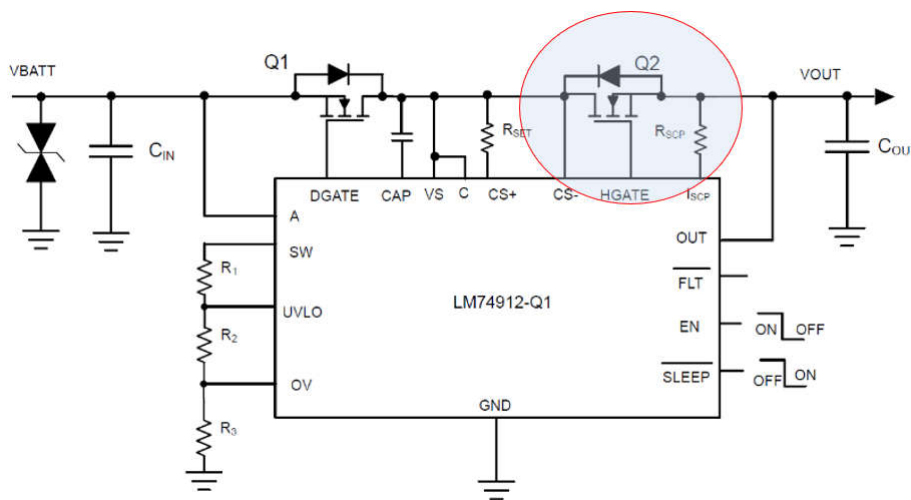 Q1
Q2
VBATT
VOUT
CIN
RSET
RSCP
COU
DGATE
CAP
VS
C
CS+
CS-
HGATE
ISCP
A
OUT
SW
R1
FLT
LM74912-Q1
UVLO
EN
ON
OFF
R2
SLEEP
OFF
ON
OV
GND
R3